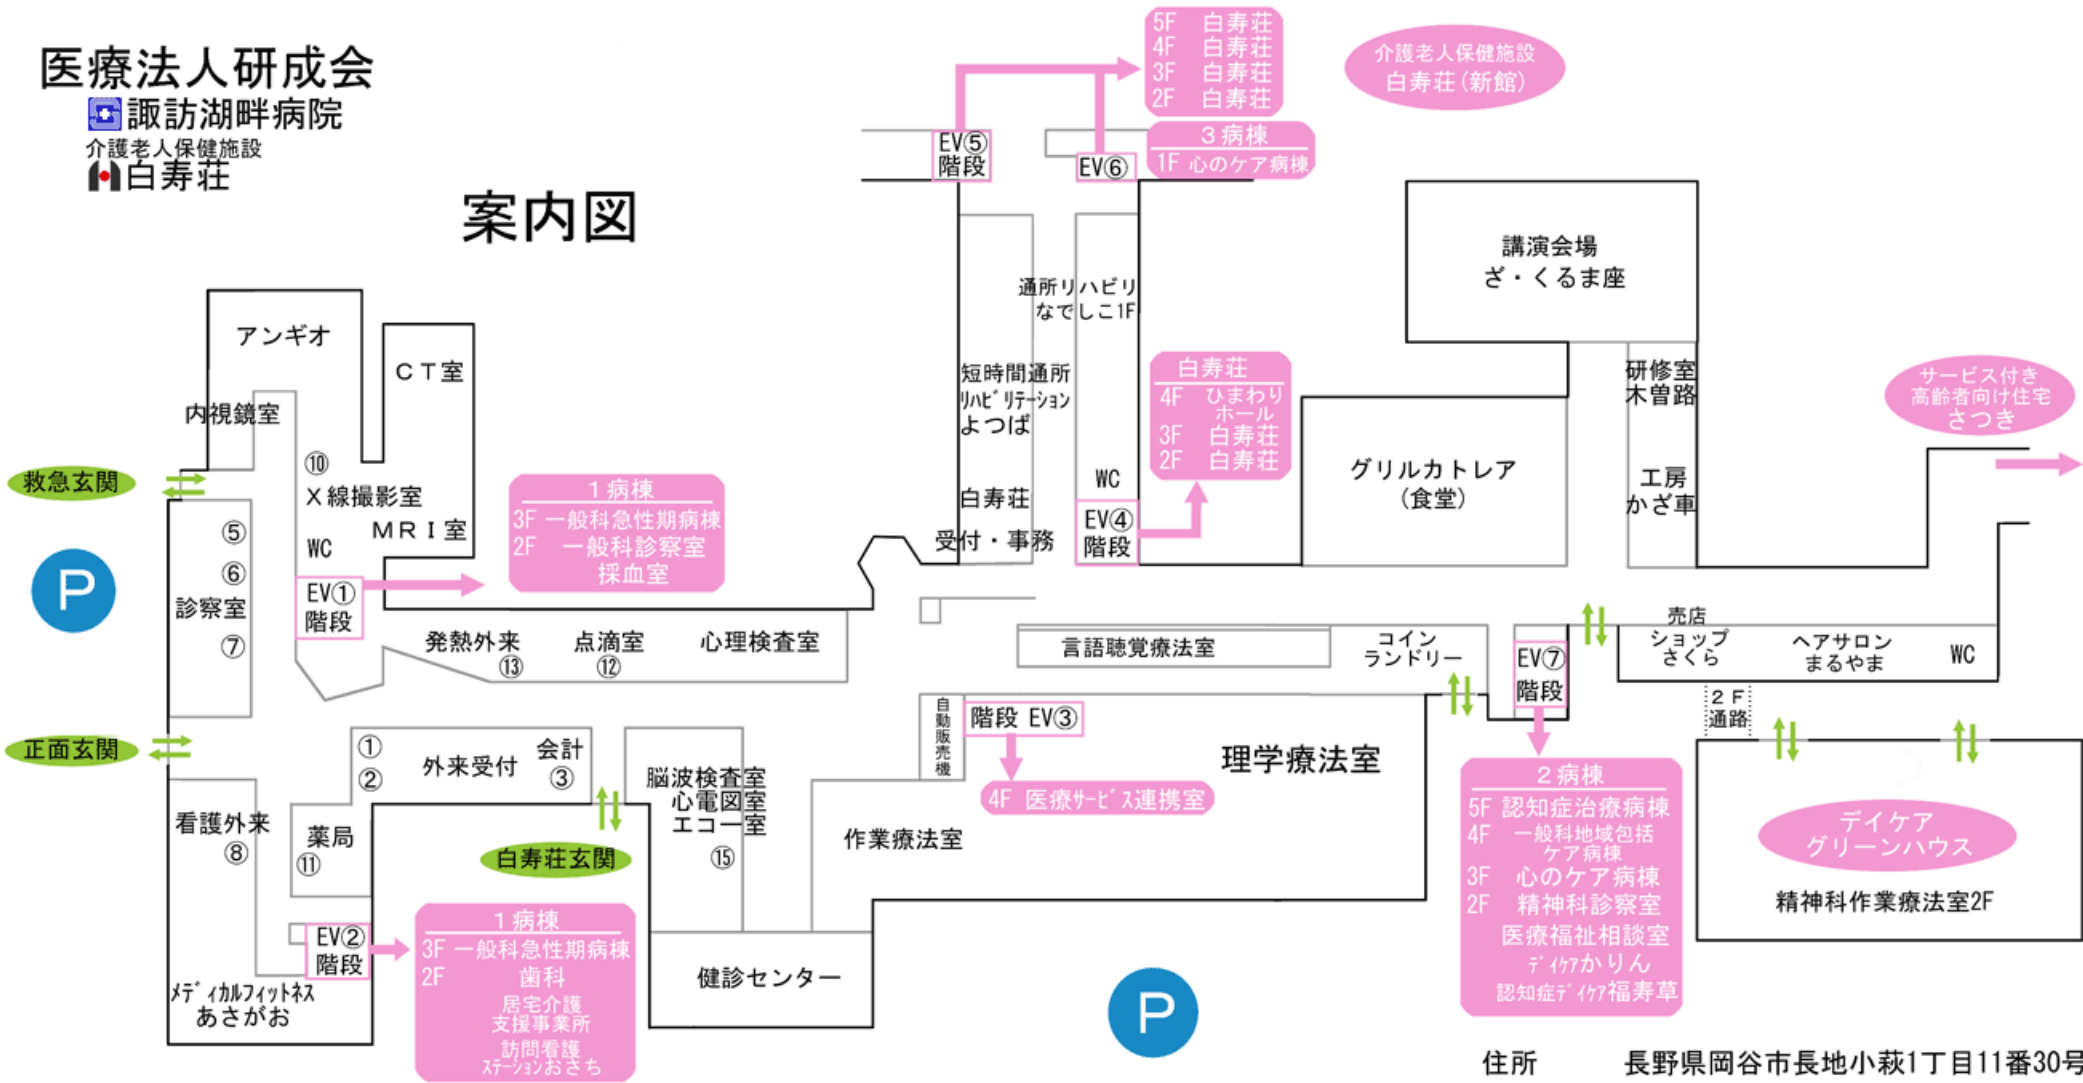 医療法人研成会
諏訪湖畔病院
介護老人保健施設
白寿荘
案内図
5F 白寿荘
4F 白寿荘
3F 白寿荘
2F 白寿荘
介護老人保健施設
白寿荘(新館)
EV⑤
階段
EV⑥
3病棟
1F 心のケア病棟
講演会場
ざ・くるま座
通所リハビリ
なでしこ1F
アンギオ
CT室
内視鏡室
短時間通所
リハビリテーション
よつば
白寿荘
4F ひまわり
ホール
3F 白寿荘
2F 白寿荘
研修室
木曽路
サービス付き
高齢者向け住宅
さつき
救急玄関
⑩
X線撮影室
MRI室
WC
1病棟
3F 一般科急性期病棟
2F 一般科診察室
採血室
白寿荘
受付・事務
WC
EV④
階段
グリルカトレア
(食堂)
工房
かざ車
P
⑤
⑥
診察室
⑦
EV①
階段
発熱外来
⑬
点滴室
⑫
心理検査室
言語聴覚療法室
コイン
ランドリー
EV⑦
階段
売店
ショップ
さくら
ヘアサロン
まるやま
WC
2F
通路
正面玄関
①
②
外来受付
会計
③
脳波検査室
心電図室
エコー室
⑮
自動販売機
階段 EV③
4F 医療サービス連携室
理学療法室
作業療法室
看護外来
⑧
薬局
⑪
白寿荘玄関
2病棟
5F 認知症治療病棟
4F 一般科地域包括
ケア病棟
3F 心のケア病棟
2F 精神科診察室
医療福祉相談室
デイケアかりん
認知症デイケア福寿草
デイケア
グリーンハウス
精神科作業療法室2F
EV②
階段
メディカルフィットネス
あさがお
1病棟
3F 一般科急性期病棟
2F 歯科
居宅介護
支援事業所
訪問看護
ステーションおさち
健診センター
P
住所 長野県岡谷市長地小萩1丁目11番30号